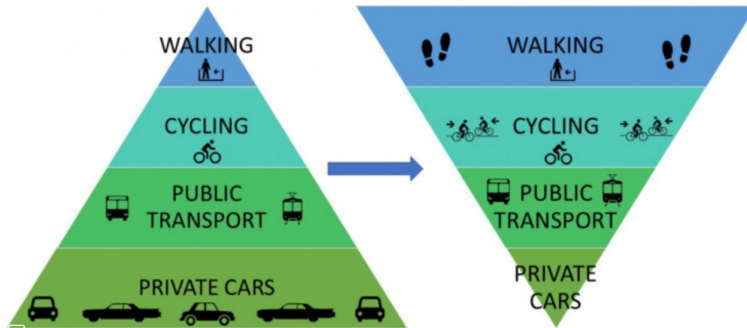 WALKING
CYCLING
PUBLIC
TRANSPORT
PRIVATE CARS
WALKING
CYCLING
PUBLIC
TRANSPORT
PRIVATE
CARS